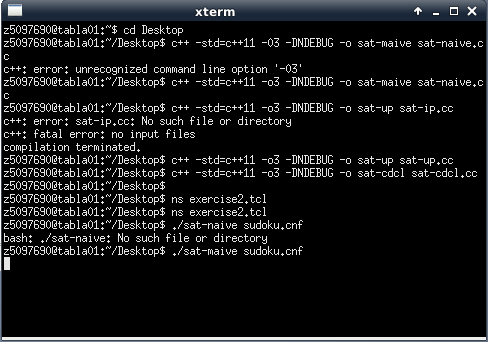 xterm
z5097690@tabla01:~$ cd Desktop
z5097690@tabla01:~/Desktop$ c++ -std=c++11 -03 -DNDEBUG -o sat-maive sat-naive.c
c
c++: error: unrecognized command line option '-03'
z5097690@tabla01:~/Desktop$ c++ -std=c++11 -o3 -DNDEBUG -o sat-maive sat-naive.c
c
z5097690@tabla01:~/Desktop$ c++ -std=c++11 -o3 -DNDEBUG -o sat-up sat-ip.cc
c++: error: sat-ip.cc: No such file or directory
c++: fatal error: no input files
compilation terminated.
z5097690@tabla01:~/Desktop$ c++ -std=c++11 -o3 -DNDEBUG -o sat-up sat-up.cc
z5097690@tabla01:~/Desktop$ c++ -std=c++11 -o3 -DNDEBUG -o sat-cdcl sat-cdcl.cc
z5097690@tabla01:~/Desktop$
z5097690@tabla01:~/Desktop$ ns exercise2.tcl
z5097690@tabla01:~/Desktop$ ns exercise2.tcl
z5097690@tabla01:~/Desktop$ ./sat-naive sudoku.cnf
bash: ./sat-naive: No such file or directory
z5097690@tabla01:~/Desktop$ ./sat-maive sudoku.cnf